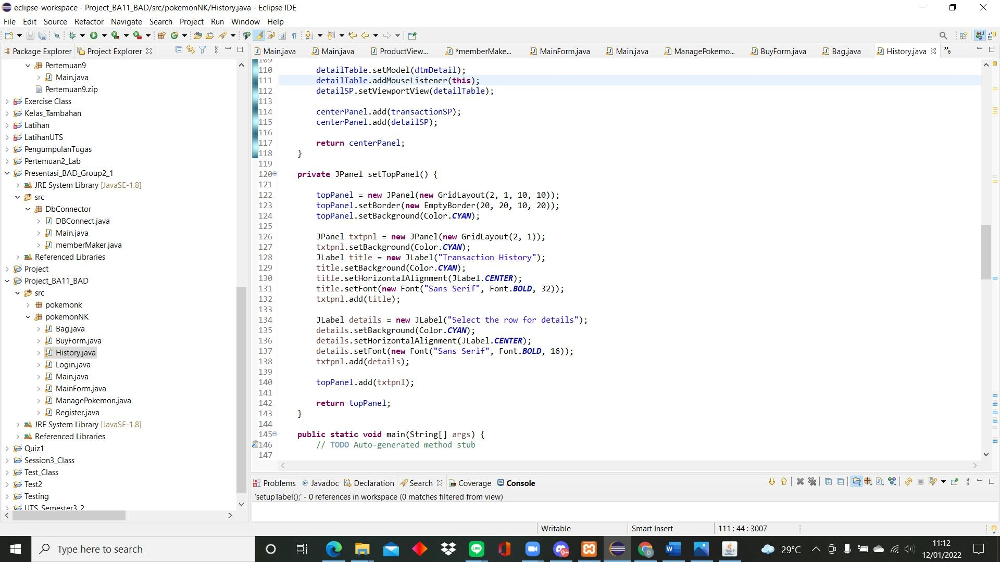 eclipse-workspace - Project_BA11_BAD/src/pokemonNK/History.java - Eclipse IDE
File Edit Source Refactor Navigate Search Project Run Window Help
Package Explorer Project Explorer
Main.java Main.java ProductView... *memberMake... MainForm.java Main.java ManagePokemo... BuyForm.java Bag.java History.java »6
Pertemuan9
Main.java
Pertemuan9.zip
Exercise Class
Kelas_Tambahan
Latihan
LatihanUTS
PengumpulanTugas
Pertemuan2_Lab
Presentasi_BAD_Group2_1
JRE System Library [JavaSE-1.8]
src
DbConnector
DBConnect.java
Main.java
memberMaker.java
Referenced Libraries
Project
Project_BA11_BAD
src
pokemonk
pokemonNK
Bag.java
BuyForm.java
History.java
Login.java
Main.java
MainForm.java
ManagePokemon.java
Register.java
JRE System Library [JavaSE-1.8]
Referenced Libraries
Quiz1
Session3_Class
Test_Class
Test2
Testing
UTS_Semester3_2
109
110 detailTable.setModel(dtmDetail);
111 detailTable.addMouseListener(this);
112 detailSP.setViewportView(detailTable);
113
114 centerPanel.add(transactionSP);
115 centerPanel.add(detailSP);
116
117 return centerPanel;
118 }
119
120 private JPanel setTopPanel() {
121
122 topPanel = new JPanel(new GridLayout(2, 1, 10, 10));
123 topPanel.setBorder(new EmptyBorder(20, 20, 10, 20));
124 topPanel.setBackground(Color.CYAN);
125
126 JPanel txtpnl = new JPanel(new GridLayout(2, 1));
127 txtpnl.setBackground(Color.CYAN);
128 JLabel title = new JLabel("Transaction History");
129 title.setBackground(Color.CYAN);
130 title.setHorizontalAlignment(JLabel.CENTER);
131 title.setFont(new Font("Sans Serif", Font.BOLD, 32));
132 txtpnl.add(title);
133
134 JLabel details = new JLabel("Select the row for details");
135 details.setBackground(Color.CYAN);
136 details.setHorizontalAlignment(JLabel.CENTER);
137 details.setFont(new Font("Sans Serif", Font.BOLD, 16));
138 txtpnl.add(details);
139
140 topPanel.add(txtpnl);
141
142 return topPanel;
143 }
144
145 public static void main(String[] args) {
146 // TODO Auto-generated method stub
147
Problems @ Javadoc Declaration Search Coverage Console
'setupTabel();' - 0 references in workspace (0 matches filtered from view)
Writable Smart Insert 111 : 44 : 3007
Type here to search
LINE
9+
D
W
29°C
11:12
12/01/2022